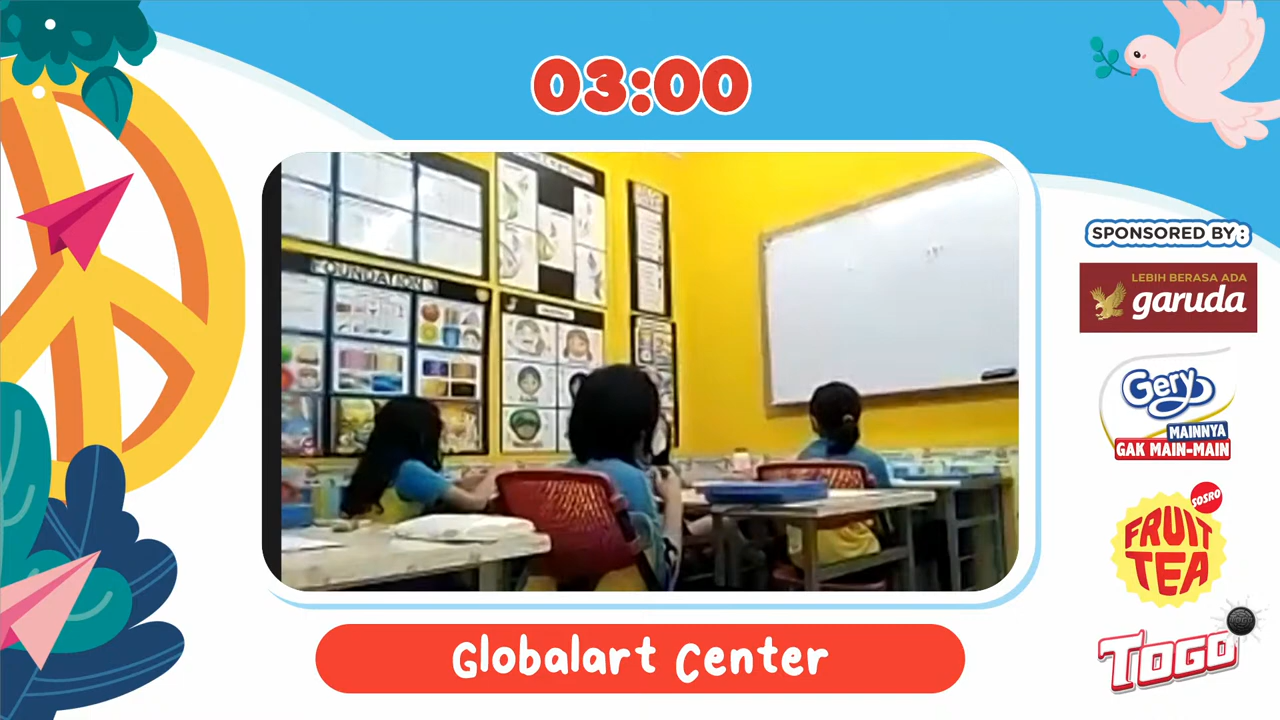 03:00
FOUNDATION
SPONSORED BY :
LEBIH BERASA ADA
garuda
Gery
MAINNYA
GAK MAIN-MAIN
SOSRO
FRUIT
TEA
TOGO
Globalart Center